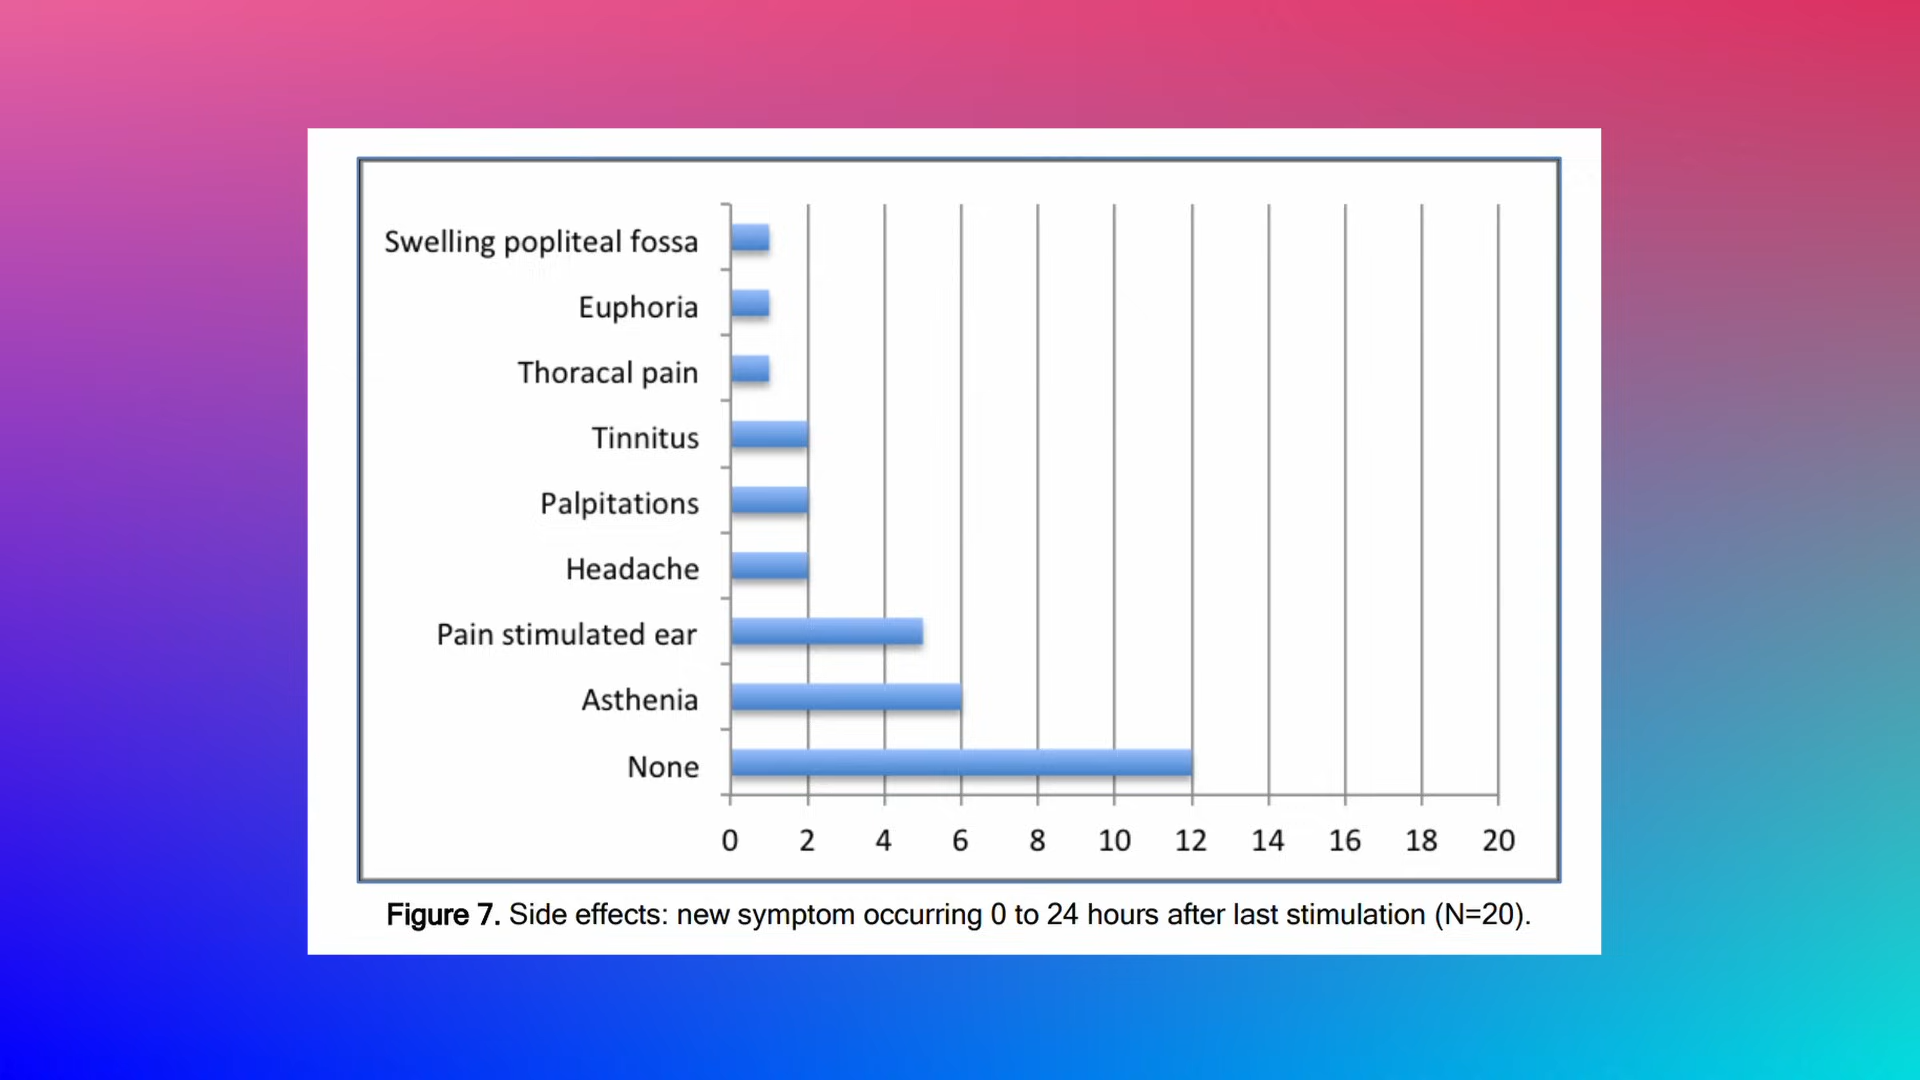 Swelling popliteal fossa
Euphoria
Thoracal pain
Tinnitus
Palpitations
Headache
Pain stimulated ear
Asthenia
None
0 2 4 6 8 10 12 14 16 18 20
Figure 7. Side effects: new symptom occurring 0 to 24 hours after last stimulation (N=20).